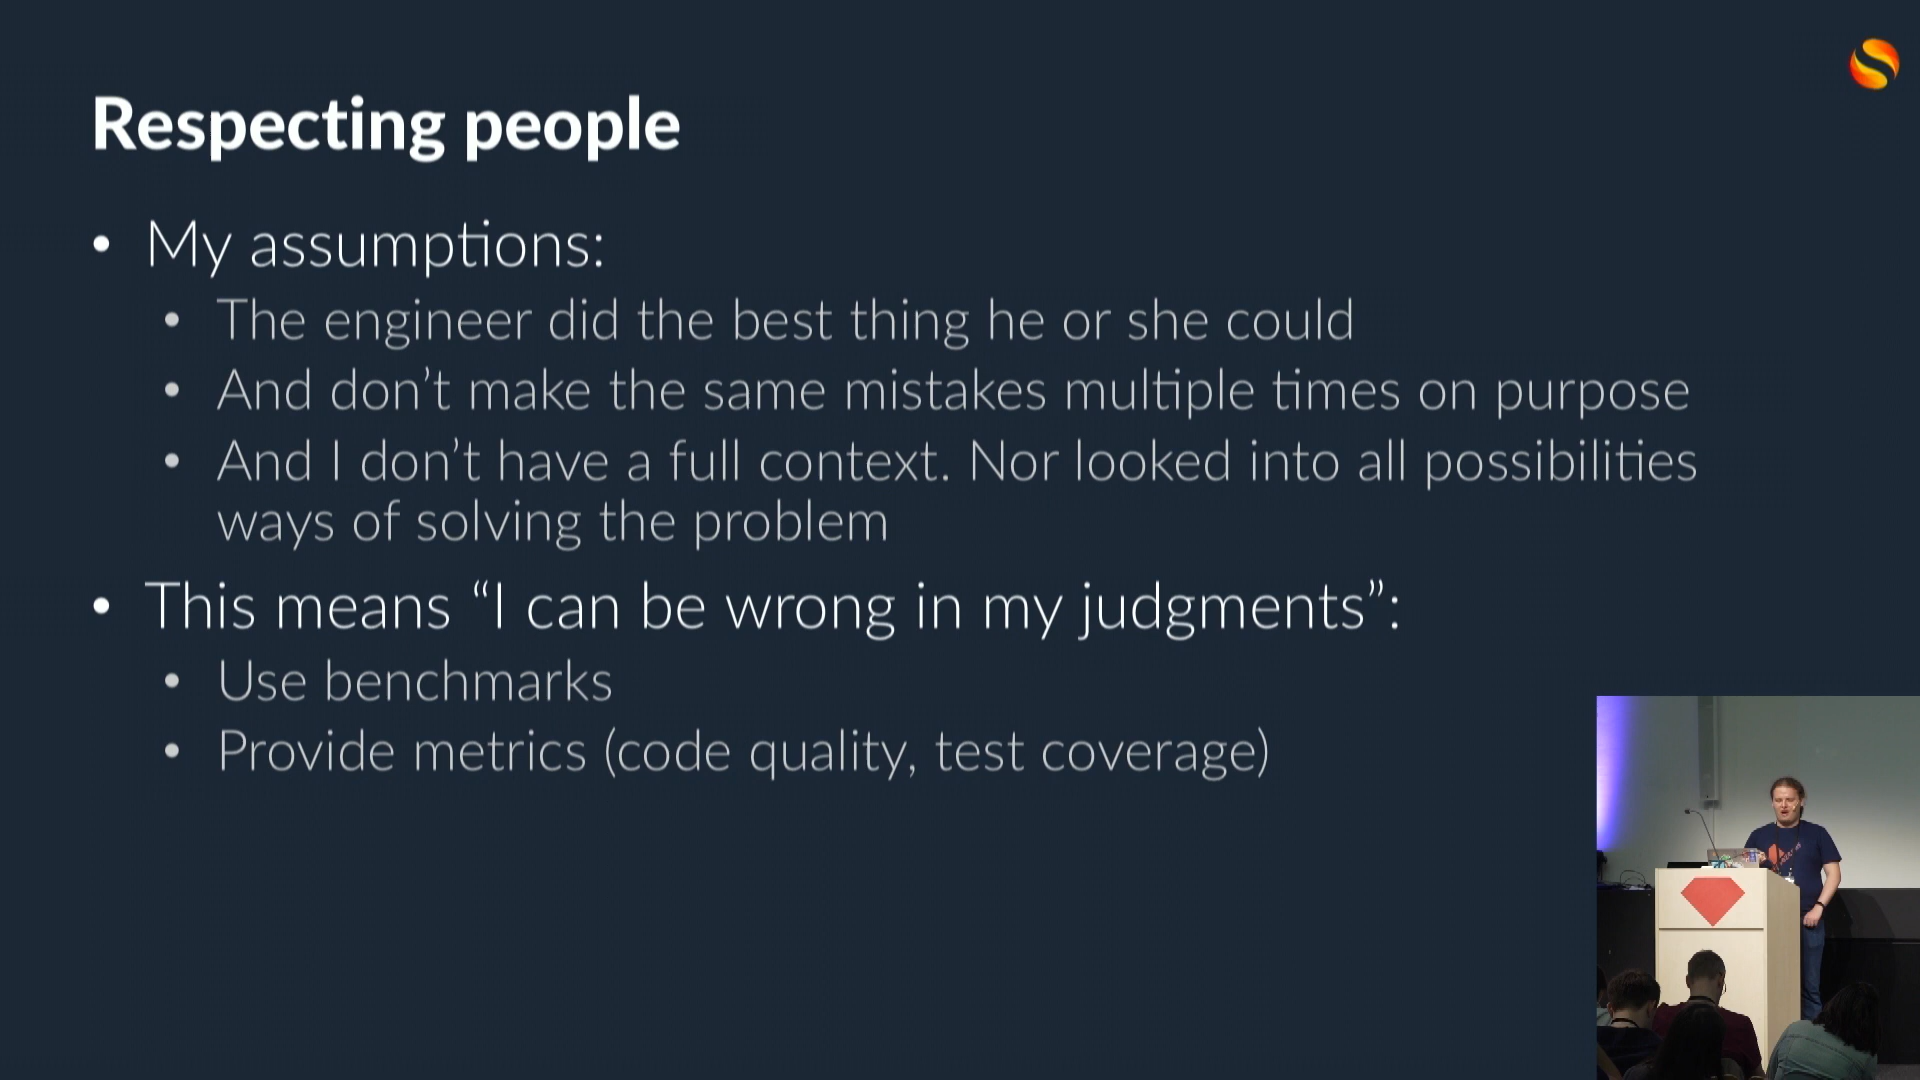 Respecting people
• My assumptions:
• The engineer did the best thing he or she could
• And don’t make the same mistakes multiple times on purpose
• And I don’t have a full context. Nor looked into all possibilities
ways of solving the problem
• This means “I can be wrong in my judgments”:
• Use benchmarks
• Provide metrics (code quality, test coverage)